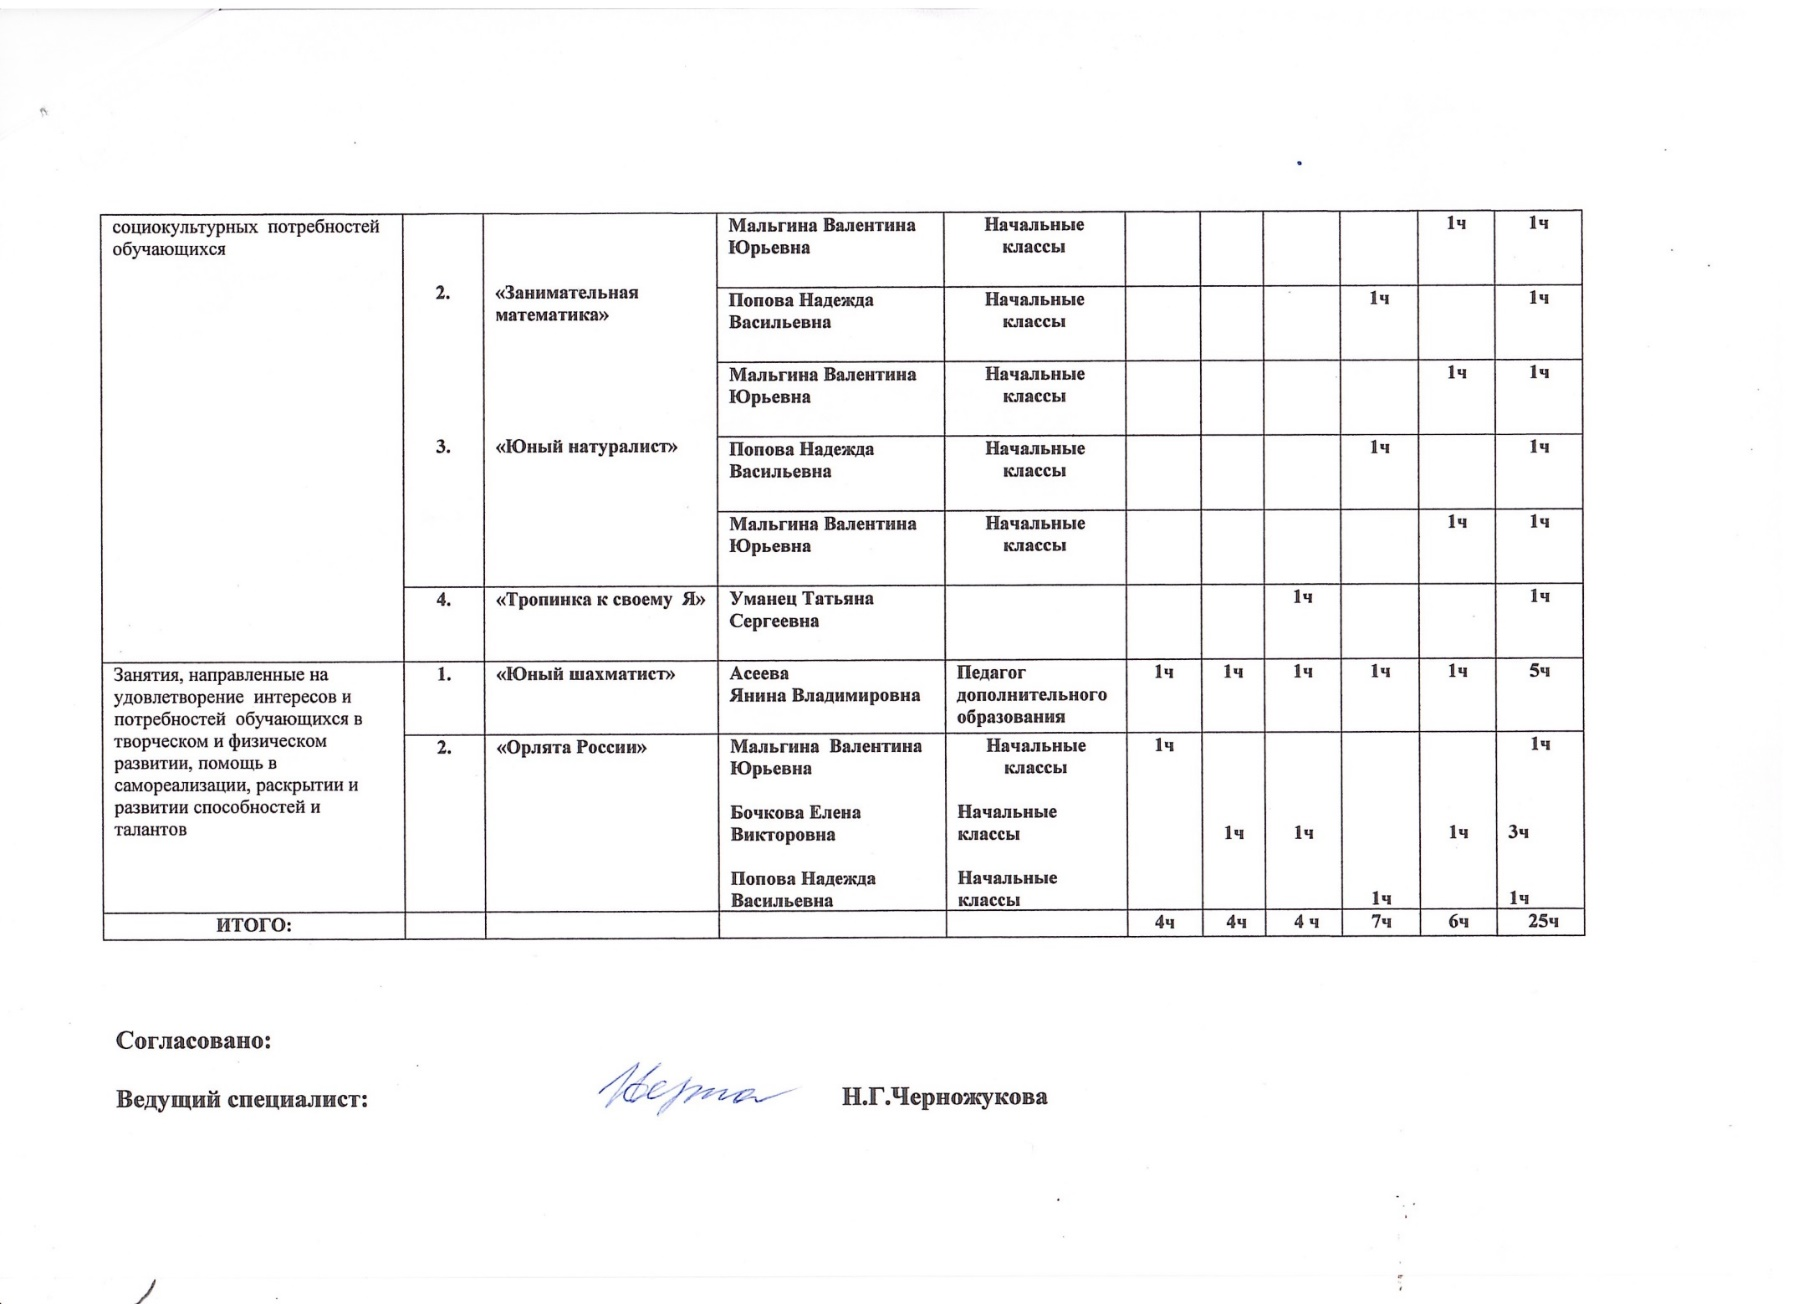 социокультурных потребностей обучающихся
Мальгина Валентина Юрьевна Начальные классы 1ч 1ч
2. «Занимательная математика» Попова Надежда Васильевна Начальные классы 1ч 1ч
Мальгина Валентина Юрьевна Начальные классы 1ч 1ч
3. «Юный натуралист» Попова Надежда Васильевна Начальные классы 1ч 1ч
Мальгина Валентина Юрьевна Начальные классы 1ч 1ч
4. «Тропинка к своему Я» Уманец Татьяна Сергеевна 1ч 1ч
Занятия, направленные на
удовлетворение интересов и
потребностей обучающихся в
творческом и физическом
развитии, помощь в
самореализации, раскрытии и
развитии способностей и
талантов
1. «Юный шахматист» Асеева Янина Владимировна Педагог дополнительного образования 1ч 1ч 1ч 1ч 1ч 5ч
2. «Орлята России» Мальгина Валентина Юрьевна Начальные классы 1ч 1ч
Бочкова Елена Викторовна Начальные классы 1ч 1ч 1ч 3ч
Попова Надежда Васильевна Начальные классы 1ч 1ч
ИТОГО: 4ч 4ч 4 ч 7ч 6ч 25ч
Согласовано:
Ведущий специалист: Н.Г.Черножукова